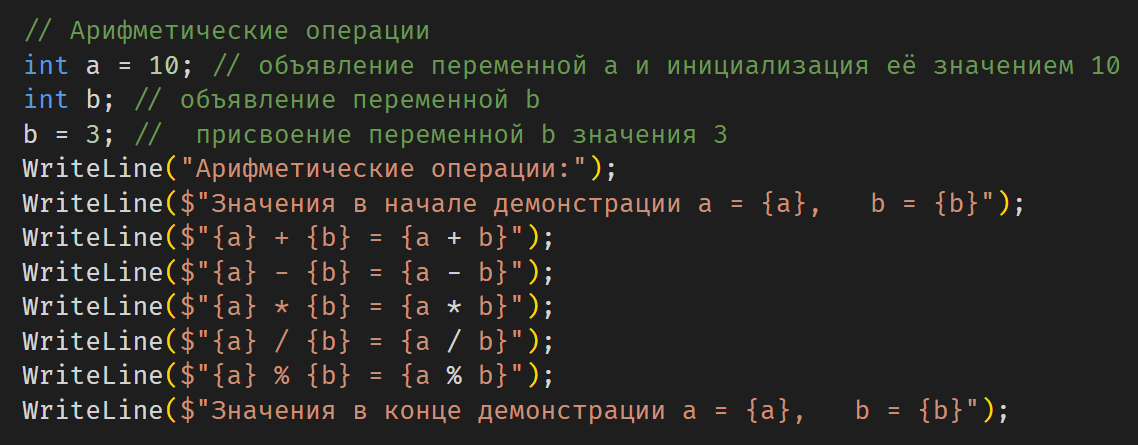 // Арифметические операции
int a = 10; // объявление переменной a и инициализация её значением 10
int b; // объявление переменной b
b = 3; //  присвоение переменной b значения 3
WriteLine("Арифметические операции:");
WriteLine($"Значения в начале демонстрации a = {a},   b = {b}");
WriteLine($"{a} + {b} = {a + b}");
WriteLine($"{a} - {b} = {a - b}");
WriteLine($"{a} * {b} = {a * b}");
WriteLine($"{a} / {b} = {a / b}");
WriteLine($"{a} % {b} = {a % b}");
WriteLine($"Значения в конце демонстрации a = {a},   b = {b}");